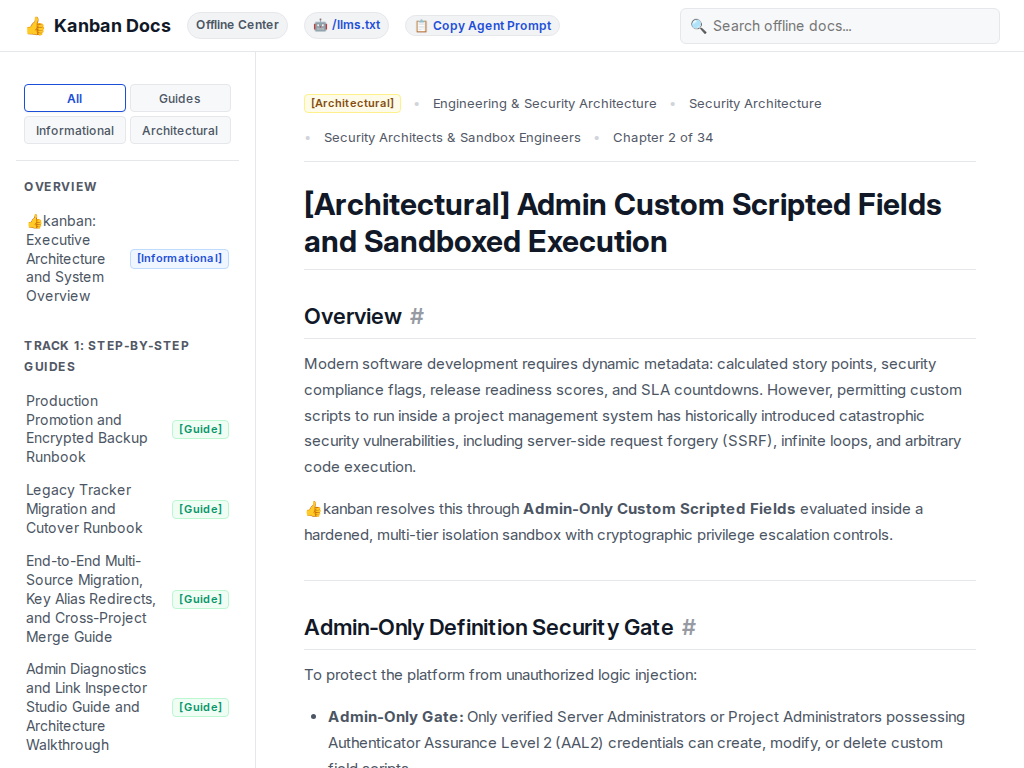 👍 Kanban Docs
Offline Center
🤖 /llms.txt
📋 Copy Agent Prompt
🔍 Search offline docs...
All
Guides
Informational
Architectural
OVERVIEW
👍kanban:
Executive
Architecture
and System
Overview
[Informational]
TRACK 1: STEP-BY-STEP
GUIDES
Production
Promotion and
Encrypted Backup
Runbook
[Guide]
Legacy Tracker
Migration and
Cutover Runbook
[Guide]
End-to-End Multi-
Source Migration,
Key Alias Redirects,
and Cross-Project
Merge Guide
[Guide]
Admin Diagnostics
and Link Inspector
Studio Guide and
Architecture
Walkthrough
[Guide]
[Architectural] • Engineering & Security Architecture • Security Architecture
• Security Architects & Sandbox Engineers • Chapter 2 of 34
[Architectural] Admin Custom Scripted Fields
and Sandboxed Execution
Overview #
Modern software development requires dynamic metadata: calculated story points, security
compliance flags, release readiness scores, and SLA countdowns. However, permitting custom
scripts to run inside a project management system has historically introduced catastrophic
security vulnerabilities, including server-side request forgery (SSRF), infinite loops, and arbitrary
code execution.
👍kanban resolves this through Admin-Only Custom Scripted Fields evaluated inside a
hardened, multi-tier isolation sandbox with cryptographic privilege escalation controls.
Admin-Only Definition Security Gate #
To protect the platform from unauthorized logic injection:
• Admin-Only Gate: Only verified Server Administrators or Project Administrators possessing
Authenticator Assurance Level 2 (AAL2) credentials can create, modify, or delete custom
field scripts.